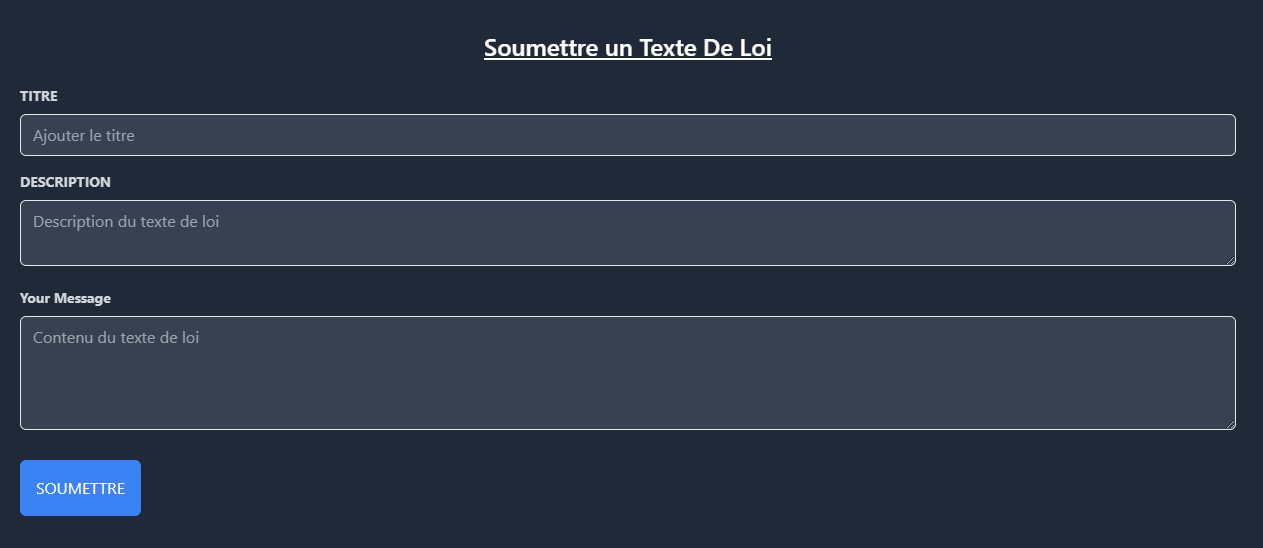 Soumettre un Texte De Loi
TITRE
Ajouter le titre
DESCRIPTION
Description du texte de loi
Your Message
Contenu du texte de loi
SOUMETTRE